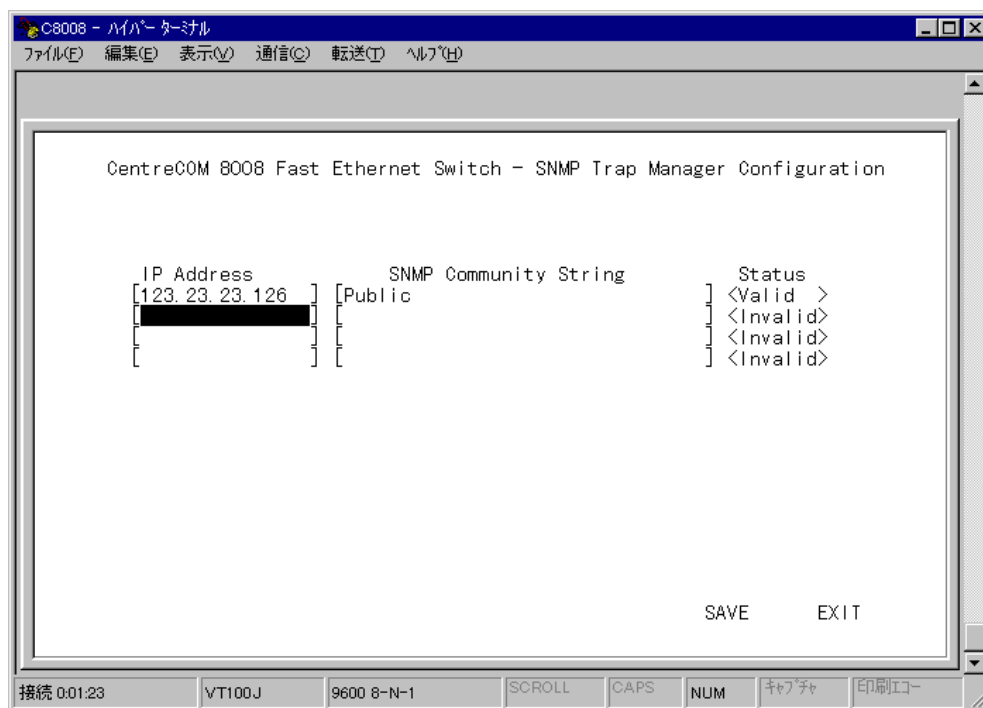 C8008 - ﾊｲﾊﾟｰ ﾀｰﾐﾅﾙ
ﾌｧｲﾙ(F) 編集(E) 表示(V) 通信(C) 転送(T) ﾍﾙﾌﾟ(H)
CentreCOM 8008 Fast Ethernet Switch - SNMP Trap Manager Configuration
IP Address SNMP Community String Status
[123.23.23.126 ] [Public ] <Valid >
[ ] [ ] <Invalid>
[ ] [ ] <Invalid>
[ ] [ ] <Invalid>
SAVE EXIT
接続 0:01:23 VT100J 9600 8-N-1 SCROLL CAPS NUM ｷｬﾌﾟﾁｬ 印刷ｴｺｰ